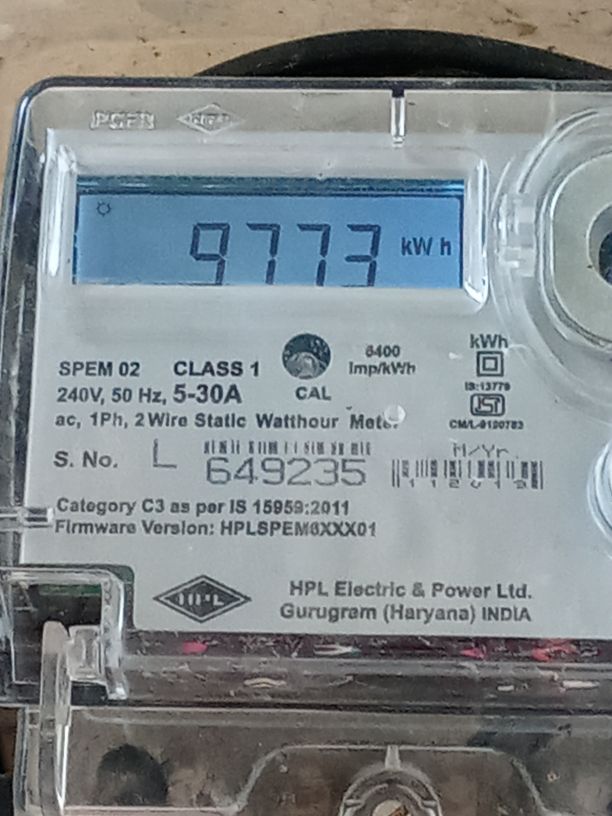 9773 kWh
SPEM 02 CLASS 1
6400
Imp/kWh
kWh
240V, 50 Hz, 5-30A
CAL
IS:13779
ac, 1Ph, 2 Wire Static Watthour Meter
M/Yr.
S. No. L 649235
Category C3 as per IS 15959:2011
Firmware Version: HPLSPEM6XXX01
HPL
HPL Electric & Power Ltd.
Gurugram (Haryana) INDIA